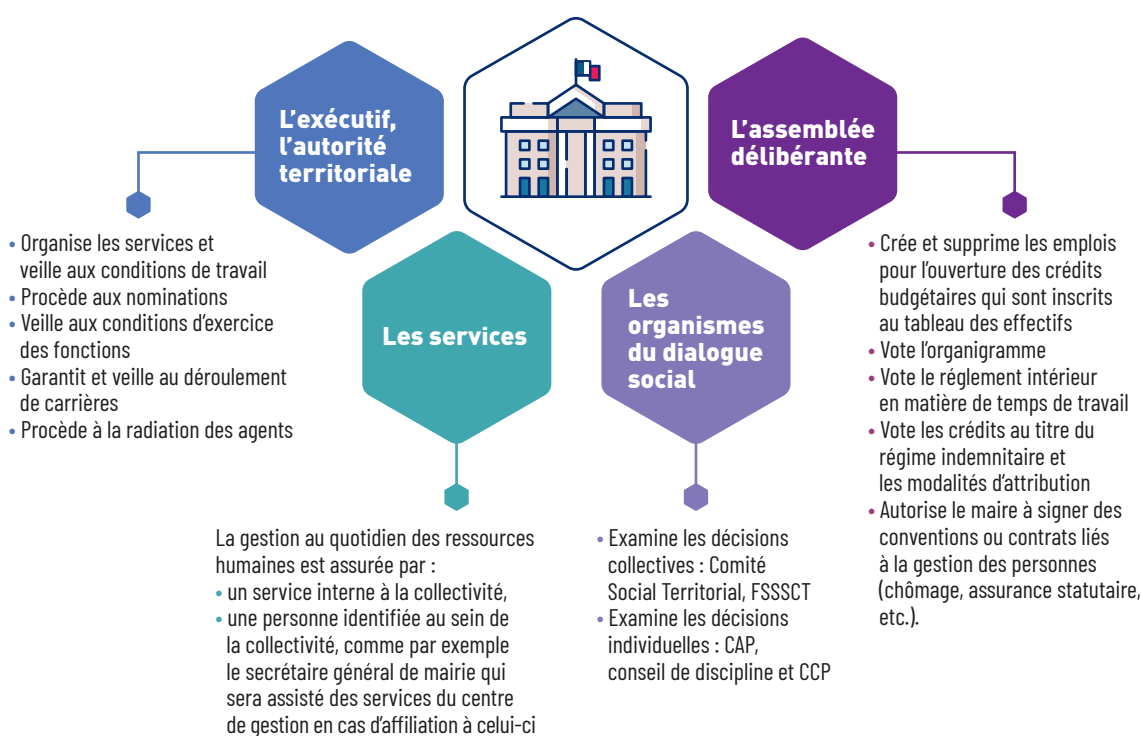 L'exécutif,
l'autorité
territoriale
• Organise les services et
veille aux conditions de travail
• Procède aux nominations
• Veille aux conditions d'exercice
des fonctions
• Garantit et veille au déroulement
de carrières
• Procède à la radiation des agents
Les services
La gestion au quotidien des ressources
humaines est assurée par :
• un service interne à la collectivité,
• une personne identifiée au sein de
la collectivité, comme par exemple
le secrétaire général de mairie qui
sera assisté des services du centre
de gestion en cas d'affiliation à celui-ci
Les
organismes
du dialogue
social
• Examine les décisions
collectives : Comité
Social Territorial, FSSSCT
• Examine les décisions
individuelles : CAP,
conseil de discipline et CCP
L'assemblée
délibérante
• Crée et supprime les emplois
pour l'ouverture des crédits
budgétaires qui sont inscrits
au tableau des effectifs
• Vote l'organigramme
• Vote le réglement intérieur
en matière de temps de travail
• Vote les crédits au titre du
régime indemnitaire et
les modalités d'attribution
• Autorise le maire à signer des
conventions ou contrats liés
à la gestion des personnes
(chômage, assurance statutaire,
etc.).